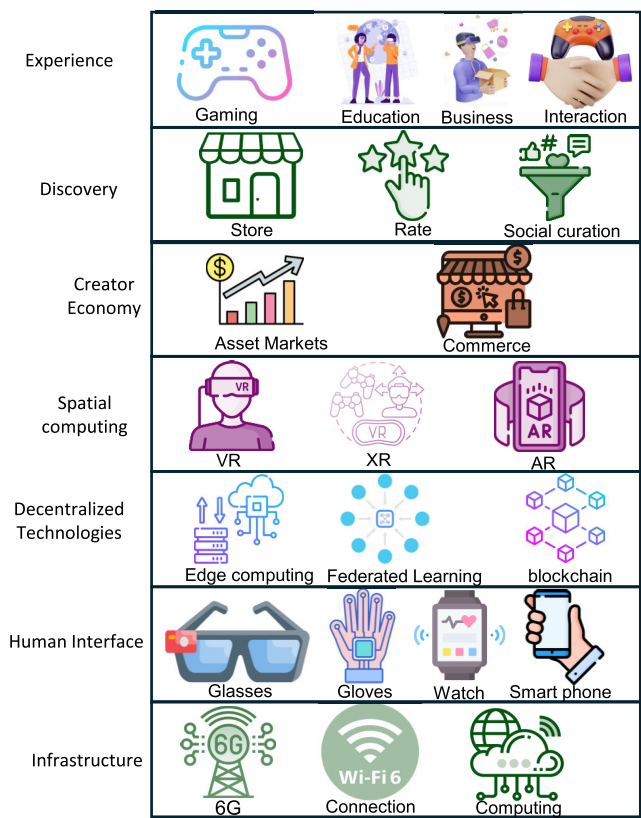 Experience
Gaming
Education
Business
Interaction
Discovery
#
Store
Rate
Social curation
Creator
Economy
$
$
$
Asset Markets
Commerce
Spatial
computing
VR
VR
AR
VR
XR
AR
Decentralized
Technologies
Edge computing
Federated Learning
blockchain
Human Interface
Glasses
Gloves
Watch
Smart phone
Infrastructure
6G
Wi-Fi 6
6G
Connection
Computing